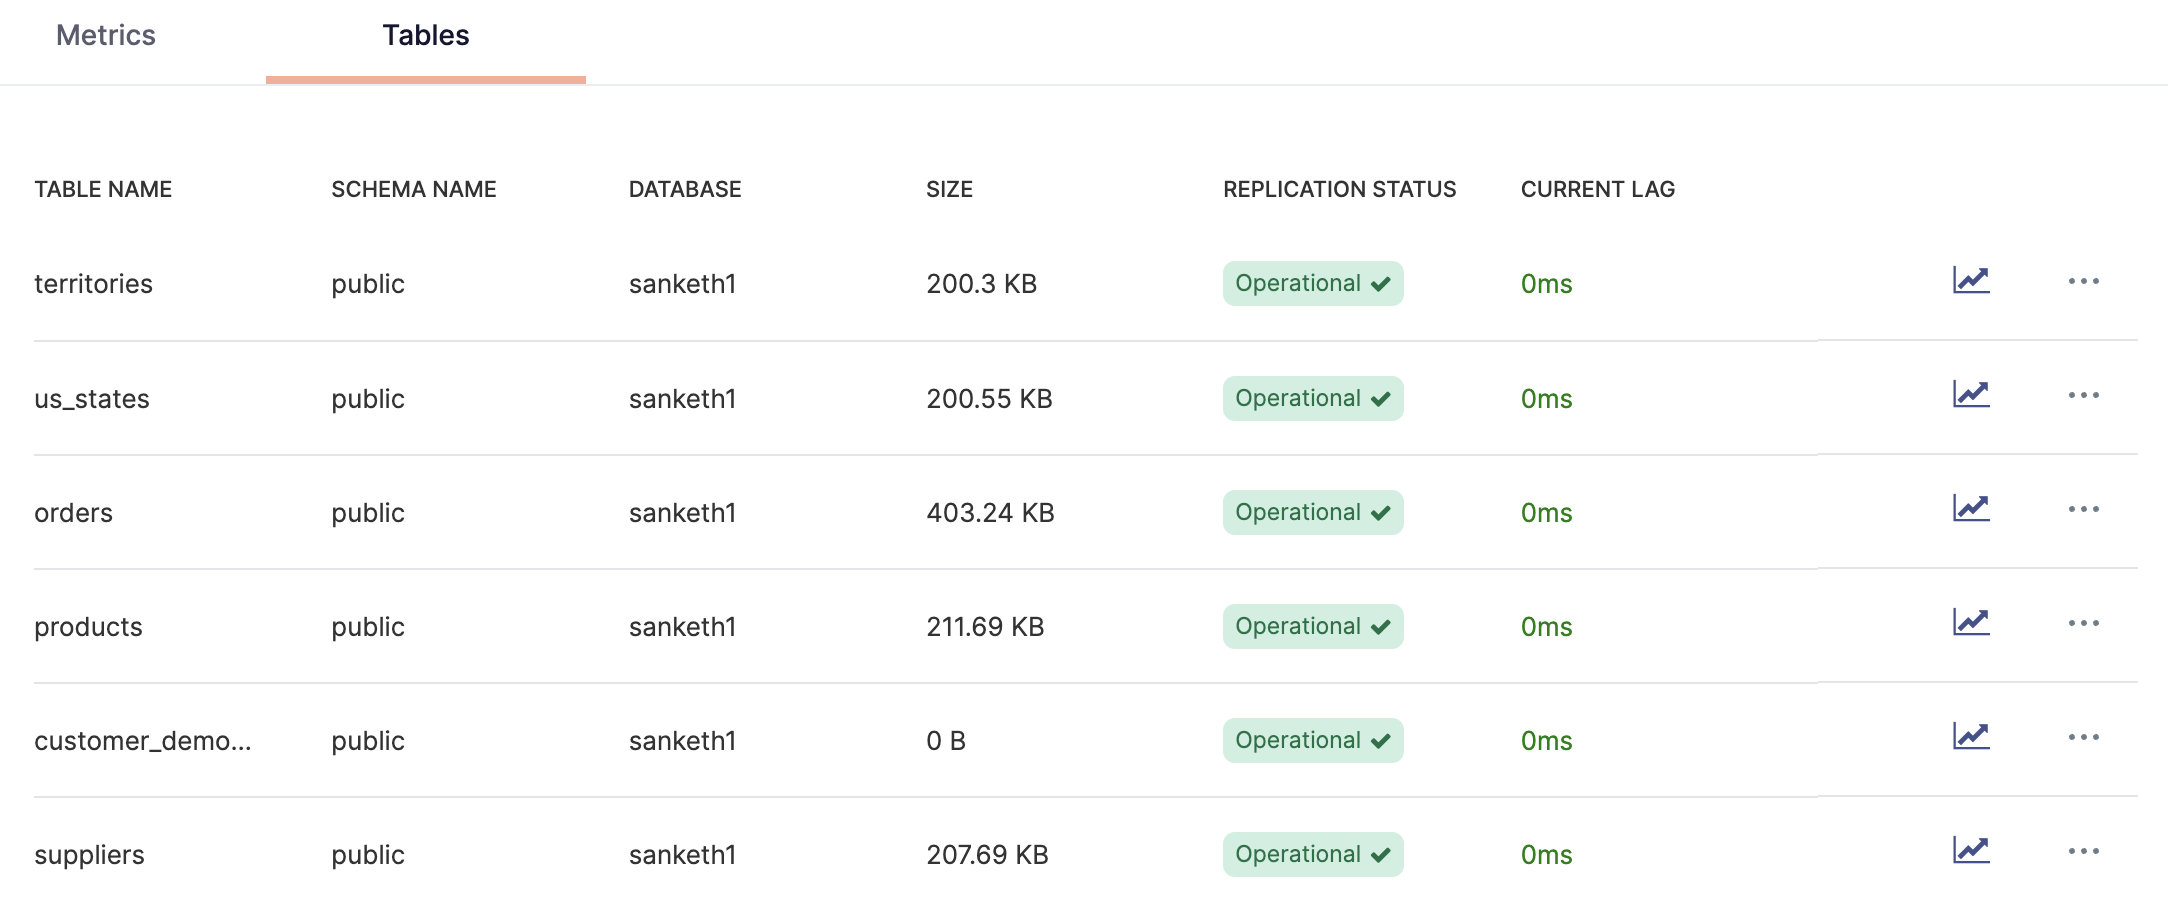 Metrics Tables
TABLE NAME SCHEMA NAME DATABASE SIZE REPLICATION STATUS CURRENT LAG
territories public sanketh1 200.3 KB Operational 0ms
us_states public sanketh1 200.55 KB Operational 0ms
orders public sanketh1 403.24 KB Operational 0ms
products public sanketh1 211.69 KB Operational 0ms
customer_demo... public sanketh1 0 B Operational 0ms
suppliers public sanketh1 207.69 KB Operational 0ms